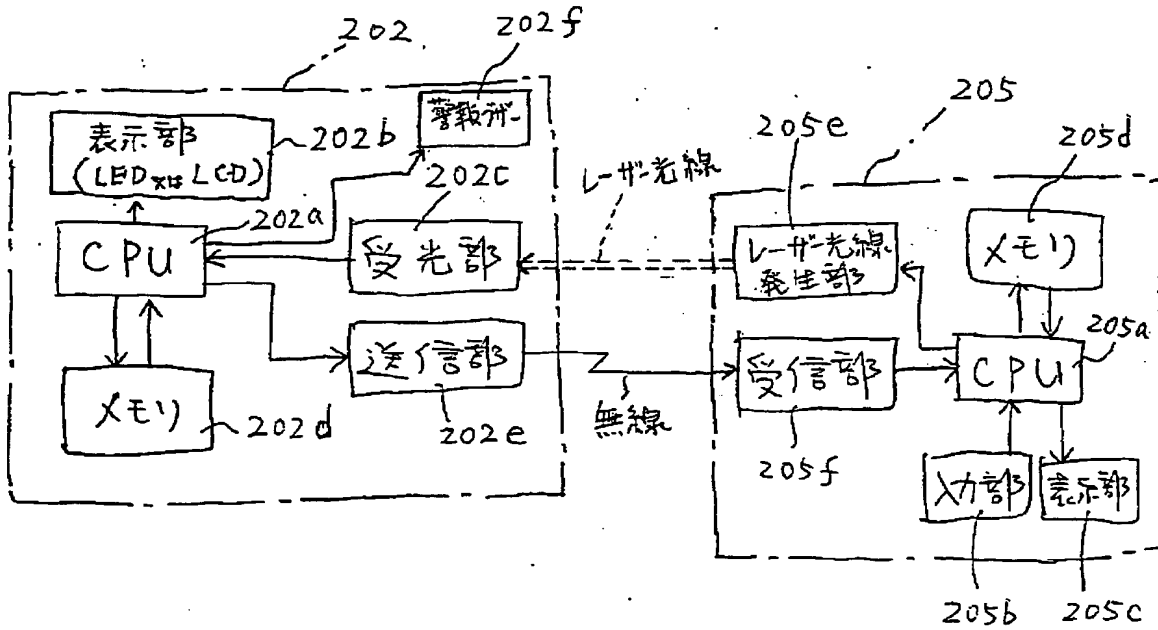 202
202f
警報ブザー
表示部
(LED又はLCD)
202b
202c
202a
CPU
受光部
メモリ
202d
送信部
202e
レーザー光線
無線
205
205e
205d
レーザー光線
発生部
メモリ
205a
CPU
受信部
205f
入力部
表示部
205b
205c